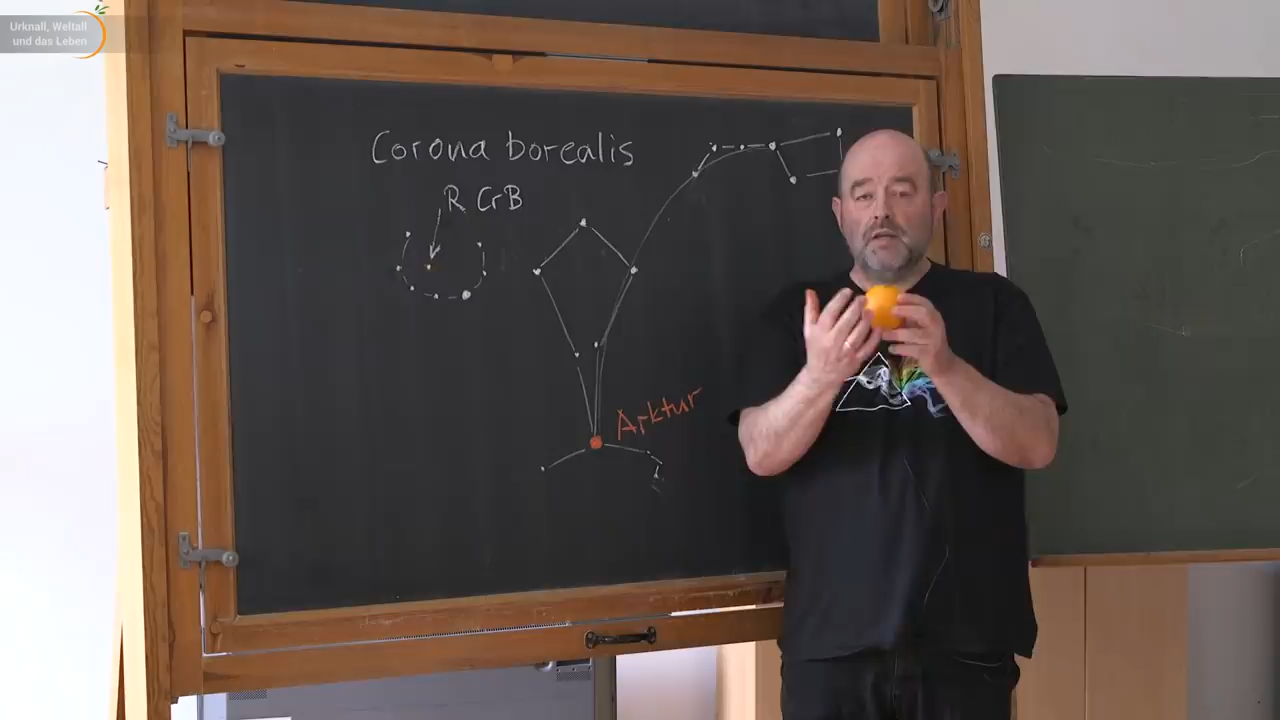 Urknall, Weltall
und das Leben
Corona borealis
R CrB
Arktur